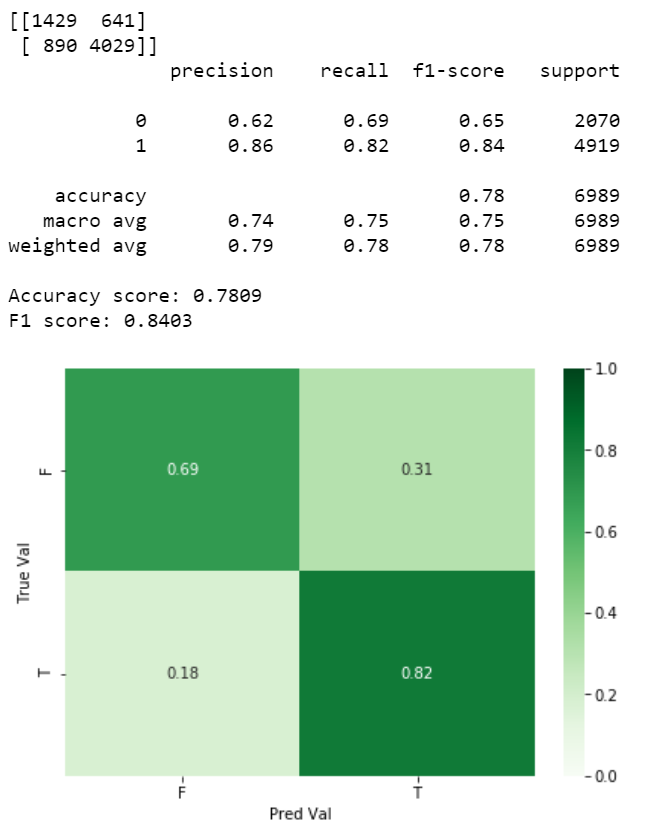 [[1429  641]
 [ 890 4029]]
              precision    recall  f1-score   support

           0       0.62      0.69      0.65      2070
           1       0.86      0.82      0.84      4919

    accuracy                           0.78      6989
   macro avg       0.74      0.75      0.75      6989
weighted avg       0.79      0.78      0.78      6989

Accuracy score: 0.7809
F1 score: 0.8403
1.0
F 0.69 0.31
0.8
0.6
True Val
0.4
T 0.18 0.82
0.2
0.0
F T
Pred Val